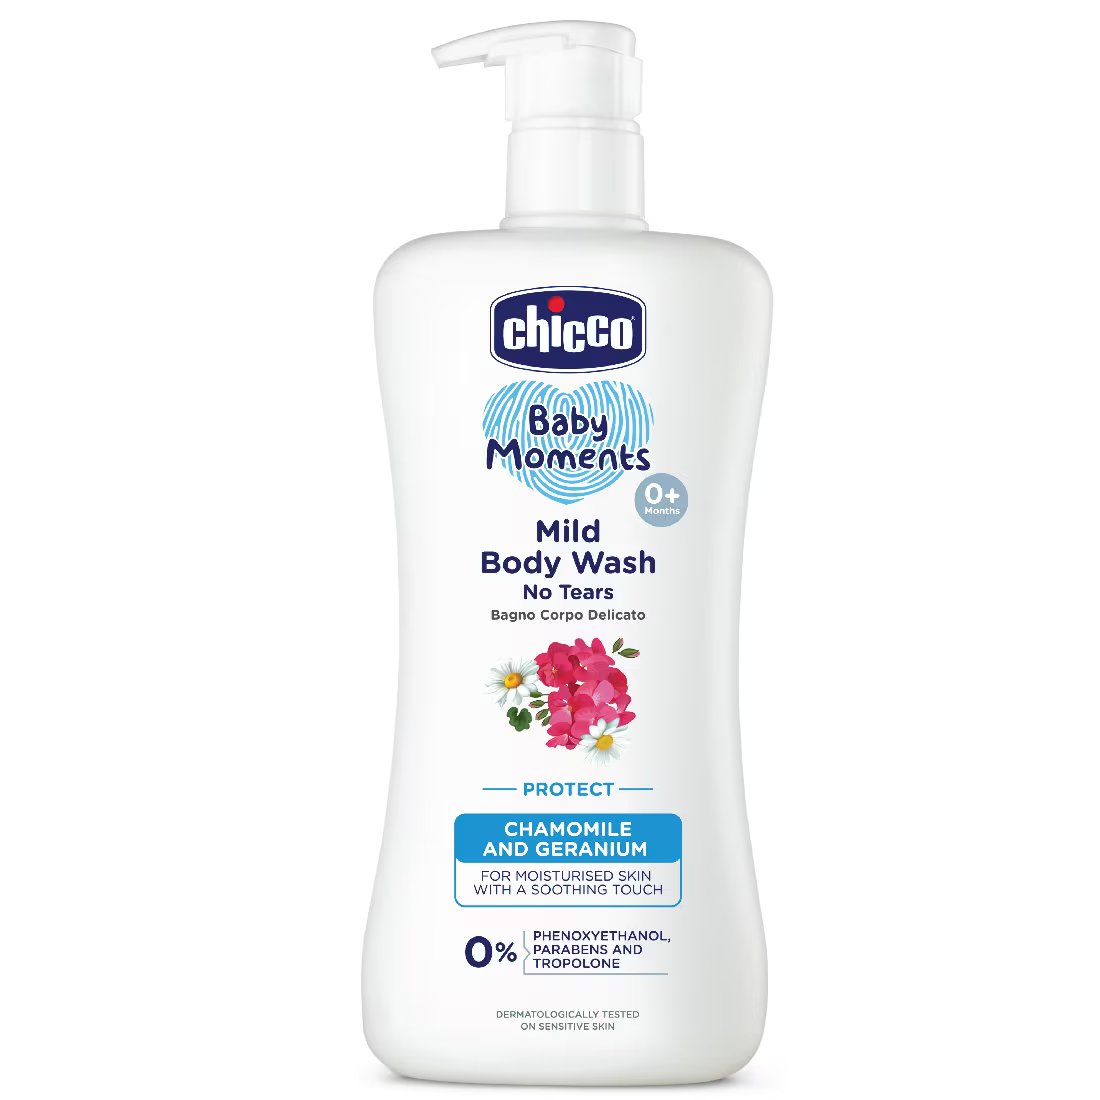 chicco
Baby
Moments
0+
Months
Mild
Body Wash
No Tears
Bagno Corpo Delicato
PROTECT
CHAMOMILE
AND GERANIUM
FOR MOISTURISED SKIN
WITH A SOOTHING TOUCH
0%
PHENOXYETHANOL,
PARABENS AND
TROPOLONE
DERMATOLOGICALLY TESTED
ON SENSITIVE SKIN